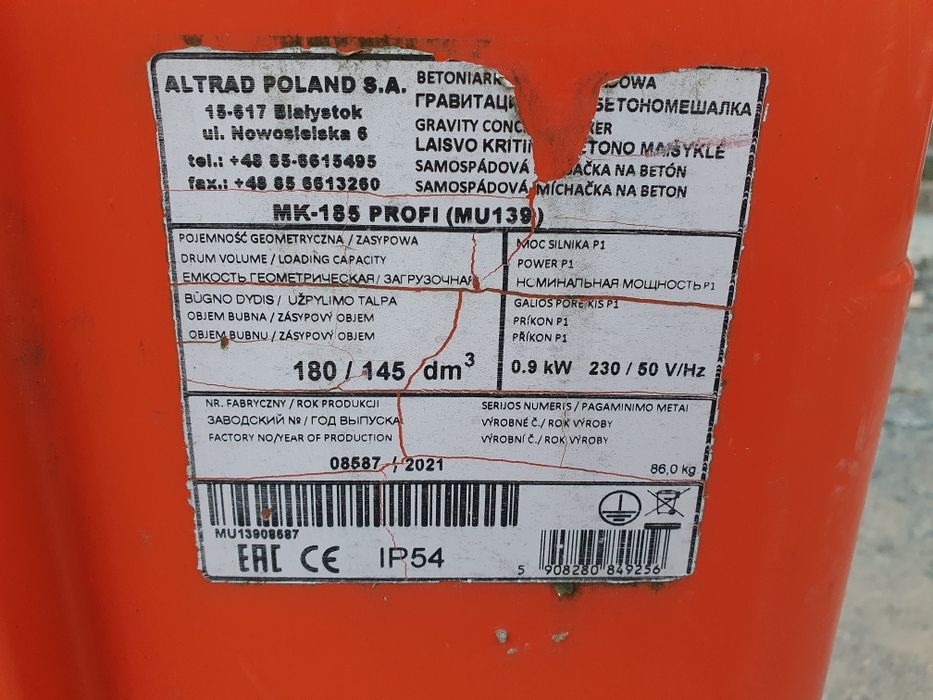 ALTRAD POLAND S.A.
15-617 Białystok
ul. Nowosielska 6
tel.: +48 85-6615495
fax.: +48 85 6613260
BETONIARK DOWA
ГРАВИТАЦИ БЕТОНОМЕШАЛКА
GRAVITY CONC KER
LAISVO KRITI ETONO MAIŠYKLĖ
SAMOSPÁDOVÁ CHAČKA NA BETÓN
SAMOSPÁDOVÁ MÍCHAČKA NA BETON
MK-185 PROFI (MU139)
POJEMNOŚĆ GEOMETRYCZNA / ZASYPOWA
DRUM VOLUME / LOADING CAPACITY
ЕМКОСТЬ ГЕОМЕТРИЧЕСКАЯ / ЗАГРУЗОЧНАЯ
BŪGNO DYDIS / UŽPYLIMO TALPA
OBJEM BUBNA / ZÁSYPOVÝ OBJEM
OBJEM BUBNU / ZÁSYPOVÝ OBJEM
180 / 145 dm³
MOC SILNIKA P1
POWER P1
НОМИНАЛЬНАЯ МОЩНОСТЬ P1
GALIOS POREIKIS P1
PRÍKON P1
PŘÍKON P1
0.9 kW 230 / 50 V/Hz
NR. FABRYCZNY / ROK PRODUKCJI
ЗАВОДСКИЙ № / ГОД ВЫПУСКА
FACTORY NO/YEAR OF PRODUCTION
SERIJOS NUMERIS / PAGAMINIMO METAI
VÝROBNÉ Č./ ROK VÝROBY
VÝROBNÍ Č./ ROK VÝROBY
08587 / 2021
86,0 kg
MU13908587
EAC CE IP54
5 908280 849256